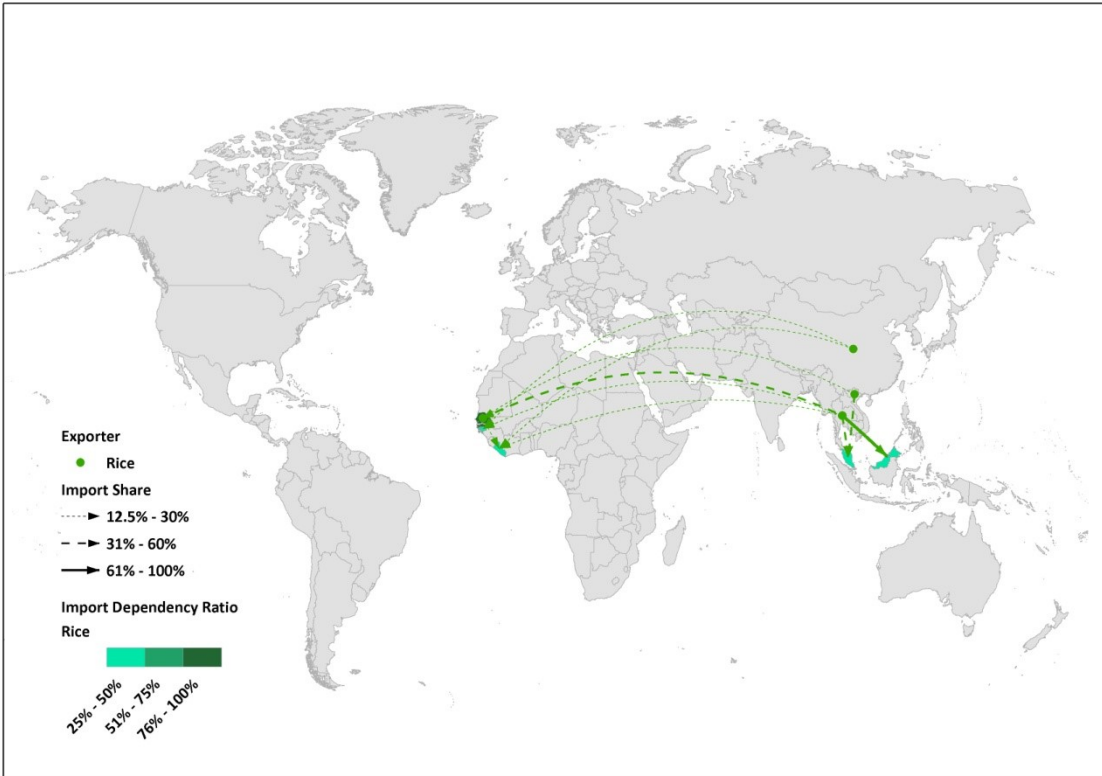 Exporter
Rice
Import Share
12.5% - 30%
31% - 60%
61% - 100%
Import Dependency Ratio
Rice
25% - 50%
51% - 75%
76% - 100%